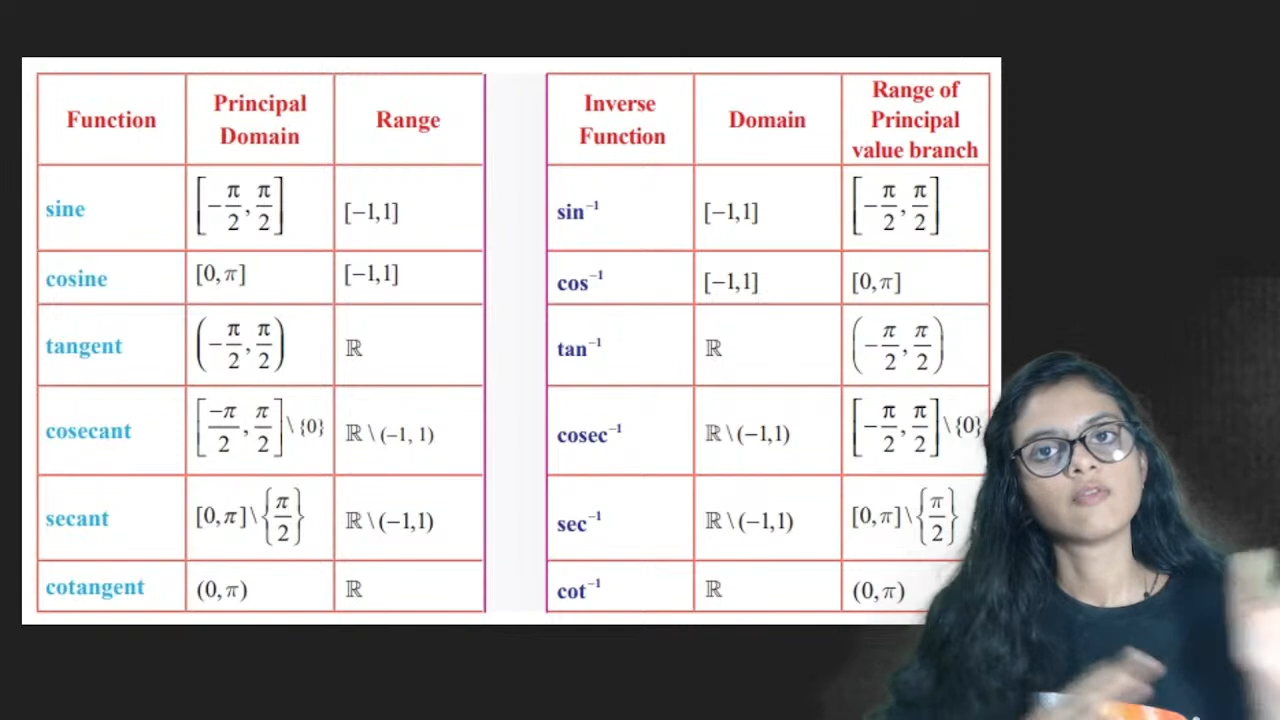 Function Principal Domain Range
sine [−π/2, π/2] [−1,1]
cosine [0,π] [−1,1]
tangent (−π/2, π/2) ℝ
cosecant [−π/2, π/2]\{0} ℝ\(−1, 1)
secant [0,π]\{π/2} ℝ\(−1,1)
cotangent (0,π) ℝ
Inverse Function Domain Range of Principal value branch
sin⁻¹ [−1,1] [−π/2, π/2]
cos⁻¹ [−1,1] [0,π]
tan⁻¹ ℝ (−π/2, π/2)
cosec⁻¹ ℝ\(−1,1) [−π/2, π/2]\{0}
sec⁻¹ ℝ\(−1,1) [0,π]\{π/2}
cot⁻¹ ℝ (0,π)